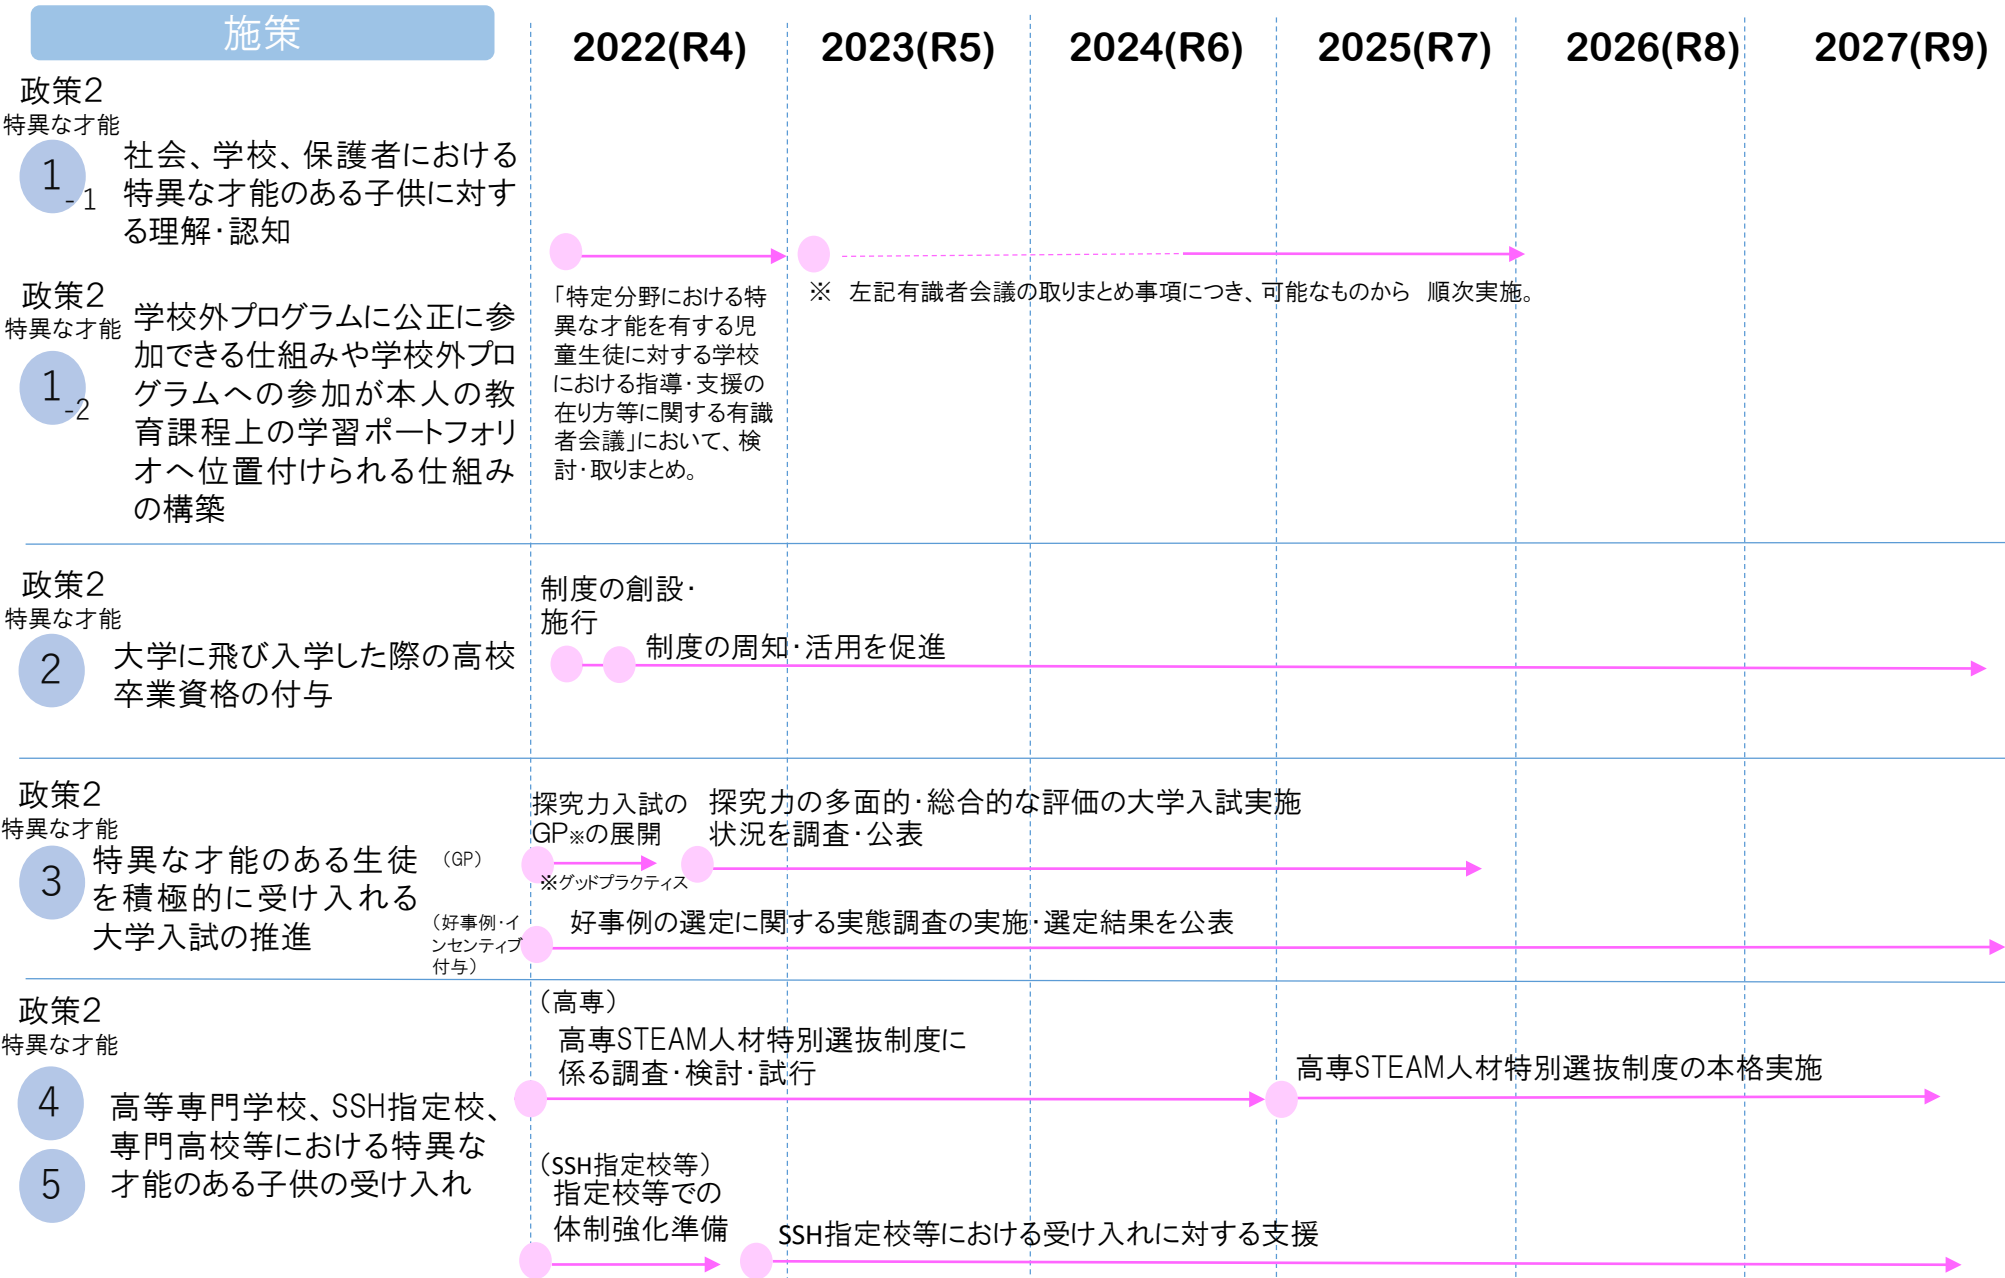 施策
2022(R4) 2023(R5) 2024(R6) 2025(R7) 2026(R8) 2027(R9)
政策2
特異な才能
1-1
社会、学校、保護者における
特異な才能のある子供に対す
る理解・認知
政策2
特異な才能
1-2
学校外プログラムに公正に参
加できる仕組みや学校外プロ
グラムへの参加が本人の教
育課程上の学習ポートフォリ
オへ位置付けられる仕組み
の構築
「特定分野における特
異な才能を有する児
童生徒に対する学校
における指導・支援の
在り方等に関する有識
者会議」において、検
討・取りまとめ。
※ 左記有識者会議の取りまとめ事項につき、可能なものから 順次実施。
政策2
特異な才能
2
大学に飛び入学した際の高校
卒業資格の付与
制度の創設・
施行
制度の周知・活用を促進
政策2
特異な才能
3
特異な才能のある生徒
を積極的に受け入れる
大学入試の推進
（GP）
探究力入試の
GP※の展開
※グッドプラクティス
探究力の多面的・総合的な評価の大学入試実施
状況を調査・公表
（好事例・イ
ンセンティブ
付与）
好事例の選定に関する実態調査の実施・選定結果を公表
政策2
特異な才能
4
5
高等専門学校、SSH指定校、
専門高校等における特異な
才能のある子供の受け入れ
（高専）
高専STEAM人材特別選抜制度に
係る調査・検討・試行
高専STEAM人材特別選抜制度の本格実施
（SSH指定校等）
指定校等での
体制強化準備
SSH指定校等における受け入れに対する支援